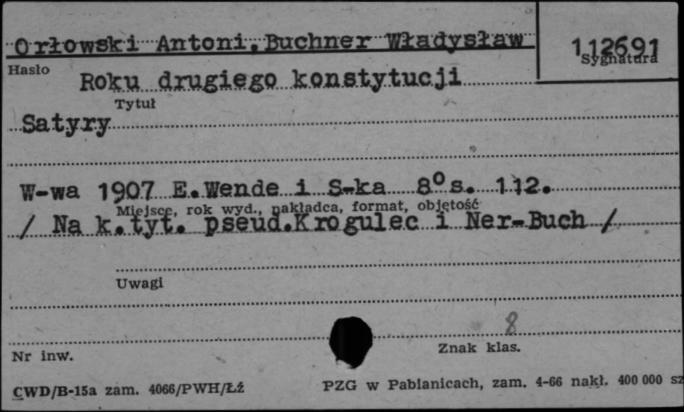 Orłowski Antoni, Buchner Władysław
112691
Hasło
Sygnatura
Roku drugiego konstytucji
Tytuł
Satyry
W-wa 1907 E.Wende i S-ka 8° s. 112.
Miejsce, rok wyd., nakładca, format, objętość
/ Na k.tyt. pseud.Krogulec i Ner-Buch /
Uwagi
8
Nr inw.
Znak klas.
CWD/B-15a zam. 4066/PWH/Łź
PZG w Pabianicach, zam. 4-66 nakł. 400 000 sz